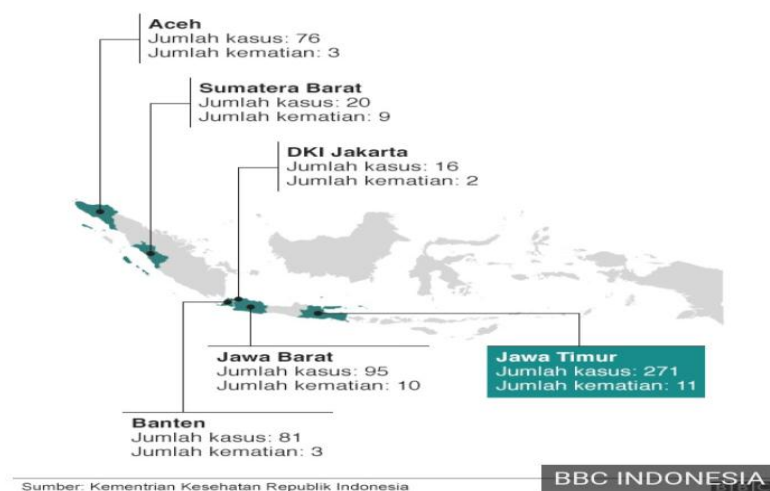 Aceh
Jumlah kasus: 76
Jumlah kematian: 3
Sumatera Barat
Jumlah kasus: 20
Jumlah kematian: 9
DKI Jakarta
Jumlah kasus: 16
Jumlah kematian: 2
Jawa Barat
Jumlah kasus: 95
Jumlah kematian: 10
Jawa Timur
Jumlah kasus: 271
Jumlah kematian: 11
Banten
Jumlah kasus: 81
Jumlah kematian: 3
Sumber: Kementrian Kesehatan Republik Indonesia
BBC INDONESIA